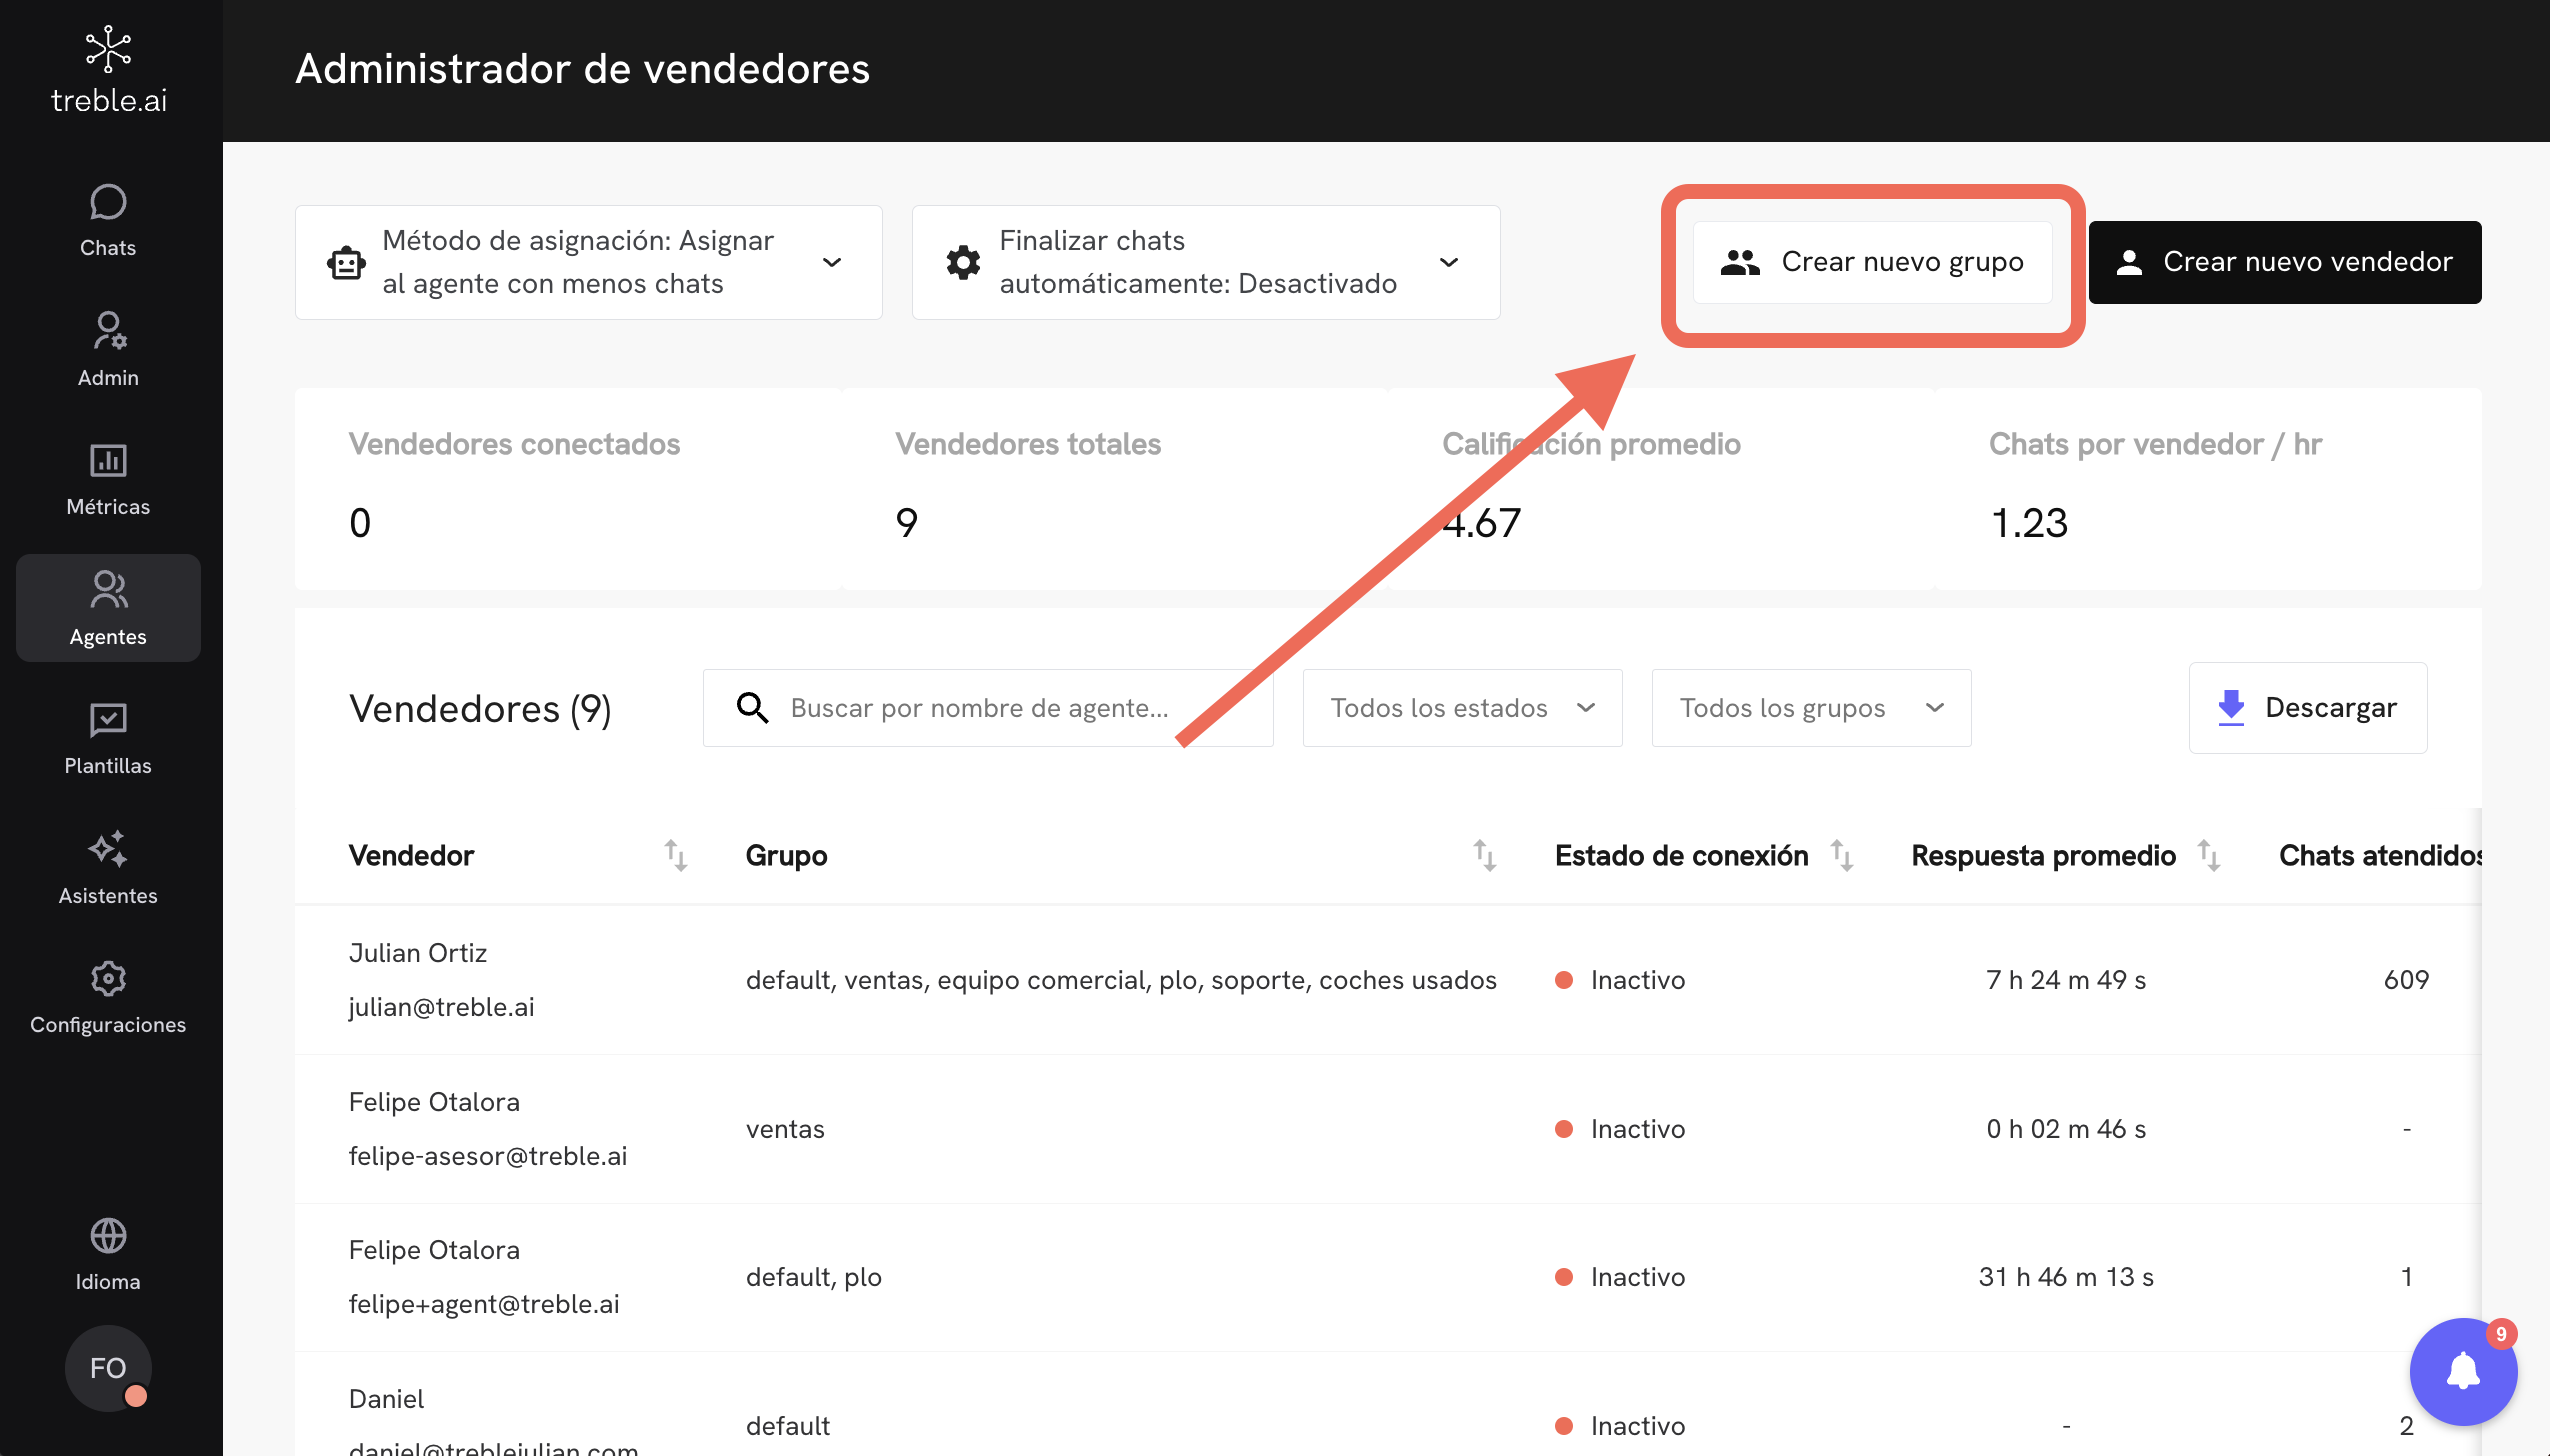 treble.ai
Chats
Admin
Métricas
Agentes
Plantillas
Asistentes
Configuraciones
Idioma
FO
Administrador de vendedores
Método de asignación: Asignar
al agente con menos chats
Finalizar chats
automáticamente: Desactivado
Crear nuevo grupo
Crear nuevo vendedor
Vendedores conectados
0
Vendedores totales
9
Calificación promedio
4.67
Chats por vendedor / hr
1.23
Vendedores (9)
Buscar por nombre de agente...
Todos los estados
Todos los grupos
Descargar
Vendedor Grupo Estado de conexión Respuesta promedio Chats atendidos
Julian Ortiz
julian@treble.ai
default, ventas, equipo comercial, plo, soporte, coches usados
Inactivo
7 h 24 m 49 s
609
Felipe Otalora
felipe-asesor@treble.ai
ventas
Inactivo
0 h 02 m 46 s
-
Felipe Otalora
felipe+agent@treble.ai
default, plo
Inactivo
31 h 46 m 13 s
1
Daniel
daniel@treblejulian.com
default
Inactivo
-
2
9